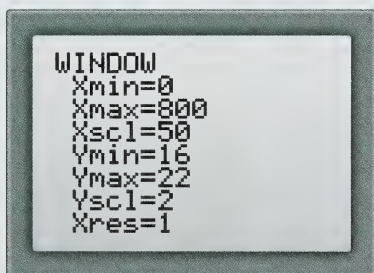 WINDOW
Xmin=0
Xmax=800
Xscl=50
Ymin=16
Ymax=22
Yscl=2
Xres=1